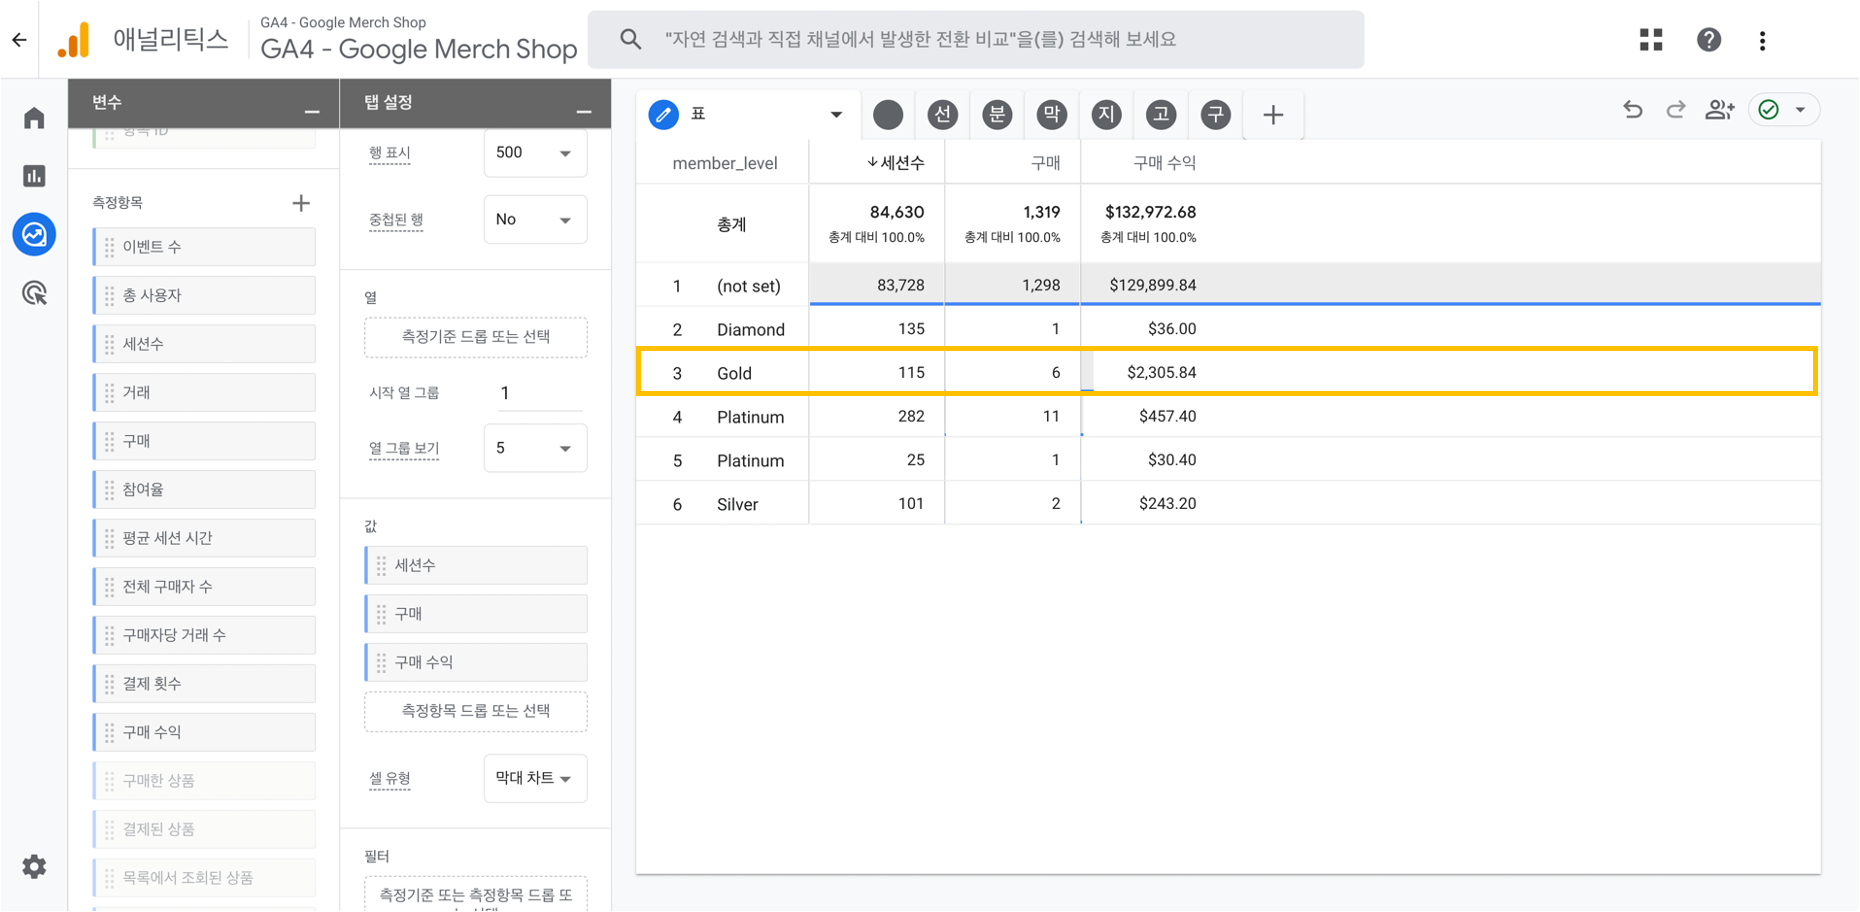 GA4 - Google Merch Shop
애널리틱스
GA4 - Google Merch Shop
"자연 검색과 직접 채널에서 발생한 전환 비교"을(를) 검색해 보세요
변수
항목 ID
측정항목
이벤트 수
총 사용자
세션수
거래
구매
참여율
평균 세션 시간
전체 구매자 수
구매자당 거래 수
결제 횟수
구매 수익
구매한 상품
결제된 상품
목록에서 조회된 상품
탭 설정
행 표시 500
중첩된 행 No
열
측정기준 드롭 또는 선택
시작 열 그룹 1
열 그룹 보기 5
값
세션수
구매
구매 수익
측정항목 드롭 또는 선택
셀 유형 막대 차트
필터
측정기준 또는 측정항목 드롭 또
표 선 분 막 지 고 구
member_level ↓세션수 구매 구매 수익
총계 84,630 1,319 $132,972.68
총계 대비 100.0% 총계 대비 100.0% 총계 대비 100.0%
1 (not set) 83,728 1,298 $129,899.84
2 Diamond 135 1 $36.00
3 Gold 115 6 $2,305.84
4 Platinum 282 11 $457.40
5 Platinum 25 1 $30.40
6 Silver 101 2 $243.20